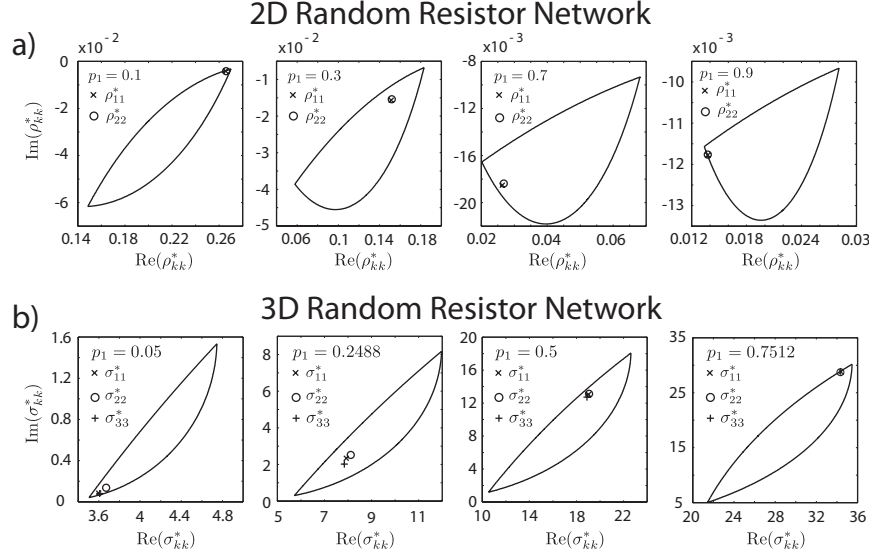 2D Random Resistor Network
a)
x10⁻²
Im(ρ*ₖₖ)
0
-2
-4
-6
p₁ = 0.1
× ρ*₁₁
○ ρ*₂₂
0.14 0.18 0.22 0.26
Re(ρ*ₖₖ)
x10⁻²
-1
-2
-3
-4
-5
p₁ = 0.3
× ρ*₁₁
○ ρ*₂₂
0.06 0.1 0.14 0.18
Re(ρ*ₖₖ)
x10⁻³
-8
-12
-16
-20
p₁ = 0.7
× ρ*₁₁
○ ρ*₂₂
0.02 0.04 0.06
Re(ρ*ₖₖ)
x10⁻³
-9
-10
-11
-12
-13
p₁ = 0.9
× ρ*₁₁
○ ρ*₂₂
0.012 0.018 0.024 0.03
Re(ρ*ₖₖ)
3D Random Resistor Network
b)
Im(σ*ₖₖ)
1.6
1.2
0.8
0.4
0
p₁ = 0.05
× σ*₁₁
○ σ*₂₂
+ σ*₃₃
3.6 4 4.4 4.8
Re(σ*ₖₖ)
8
6
4
2
0
p₁ = 0.2488
× σ*₁₁
○ σ*₂₂
+ σ*₃₃
5 7 9 11
Re(σ*ₖₖ)
20
16
12
8
4
0
p₁ = 0.5
× σ*₁₁
○ σ*₂₂
+ σ*₃₃
10 14 18 22
Re(σ*ₖₖ)
35
25
15
5
p₁ = 0.7512
× σ*₁₁
○ σ*₂₂
+ σ*₃₃
20 24 28 32 36
Re(σ*ₖₖ)